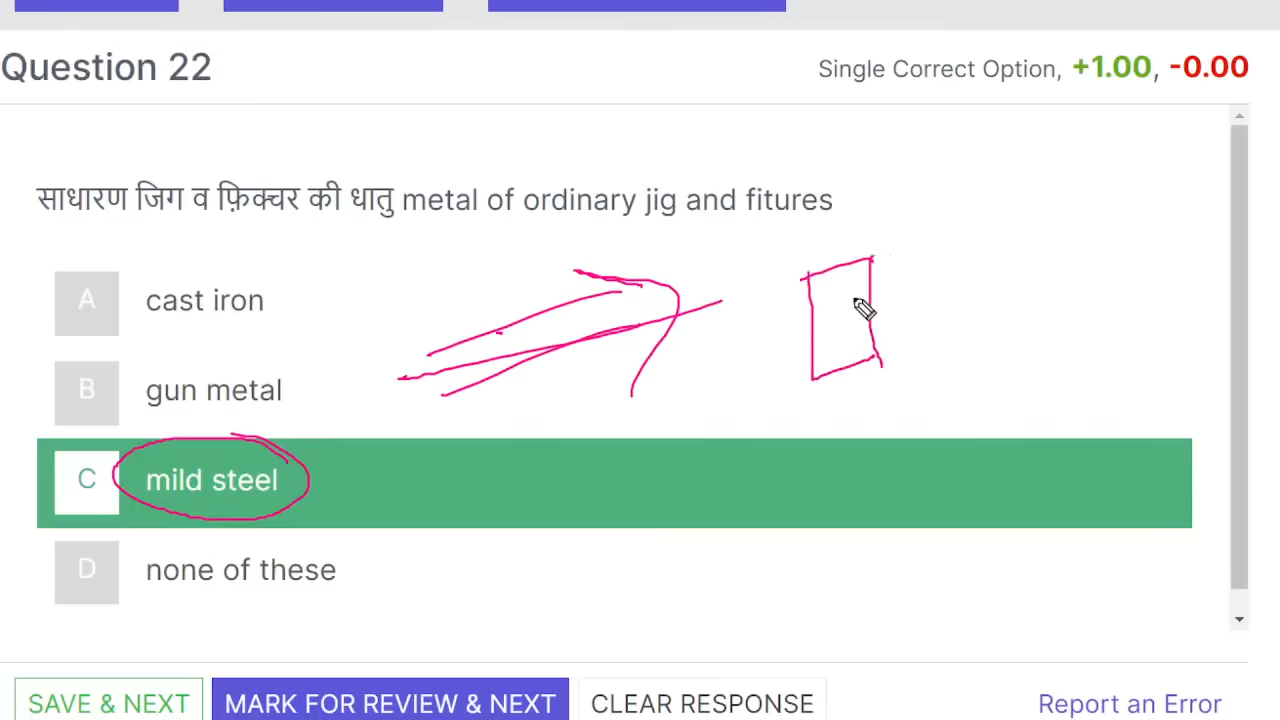 Question 22
Single Correct Option, +1.00, -0.00
साधारण जिग व फ़िक्चर की धातु metal of ordinary jig and fitures
A cast iron
B gun metal
C mild steel
D none of these
SAVE & NEXT MARK FOR REVIEW & NEXT CLEAR RESPONSE Report an Error